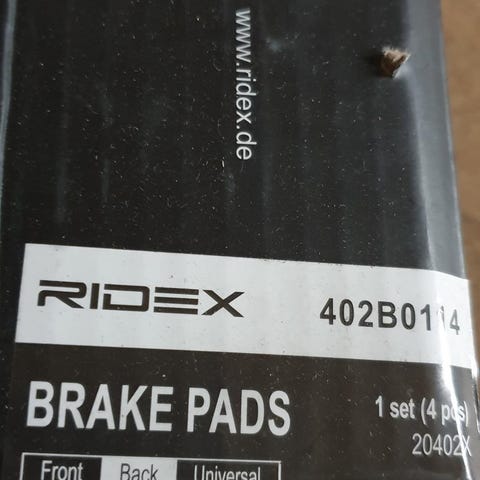 www.ridex.de
RIDEX 402B0114
BRAKE PADS
1 set (4 pcs)
20402X
Front Back Universal